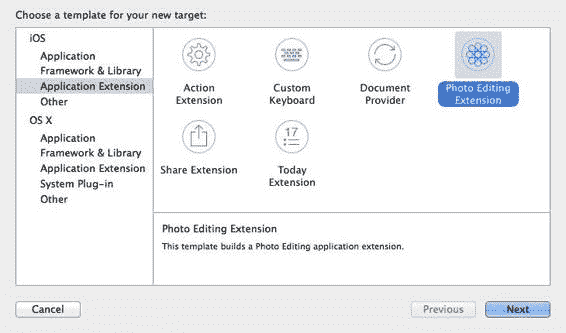 Choose a template for your new target:
iOS
Application
Framework & Library
Application Extension
Other
OS X
Application
Framework & Library
Application Extension
System Plug-in
Other
Action
Extension
Custom
Keyboard
Document
Provider
Photo Editing
Extension
17
Share Extension
Today
Extension
Photo Editing Extension
This template builds a Photo Editing application extension.
Cancel
Previous
Next